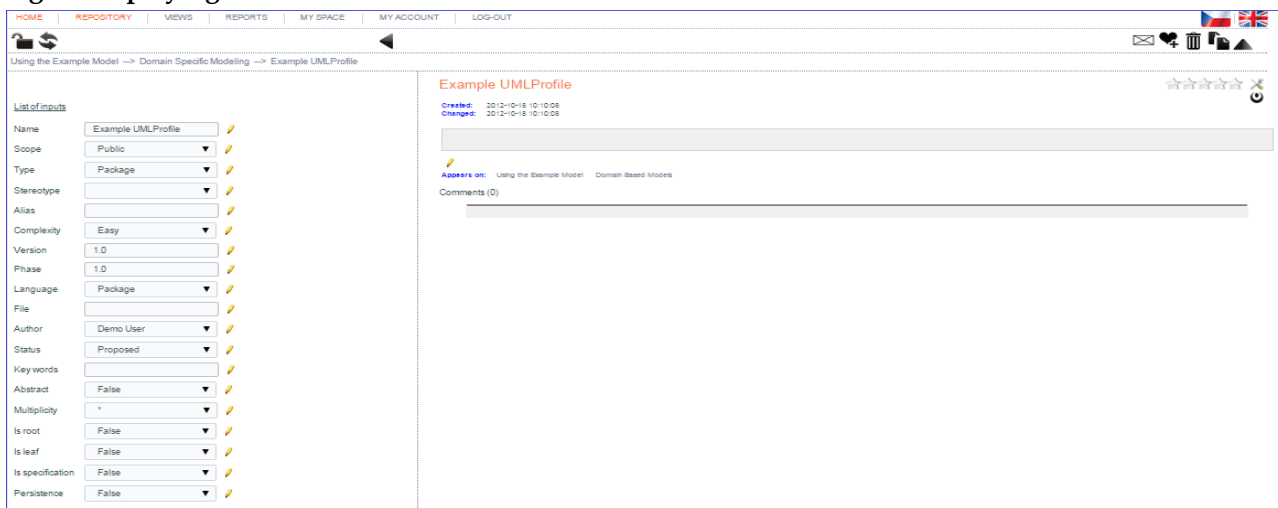 HOME REPOSITORY VIEWS REPORTS MY SPACE MY ACCOUNT LOG-OUT
Using the Example Model --> Domain Specific Modeling --> Example UMLProfile
List of inputs
Name Example UMLProfile
Scope Public
Type Package
Stereotype
Alias
Complexity Easy
Version 1.0
Phase 1.0
Language Package
File
Author Demo User
Status Proposed
Key words
Abstract False
Multiplicity *
Is root False
Is leaf False
Is specification False
Persistence False
Example UMLProfile
Created: 2012-10-18 10:10:08
Changed: 2012-10-18 10:10:08
Appears on: Using the Example Model Domain Based Models
Comments (0)